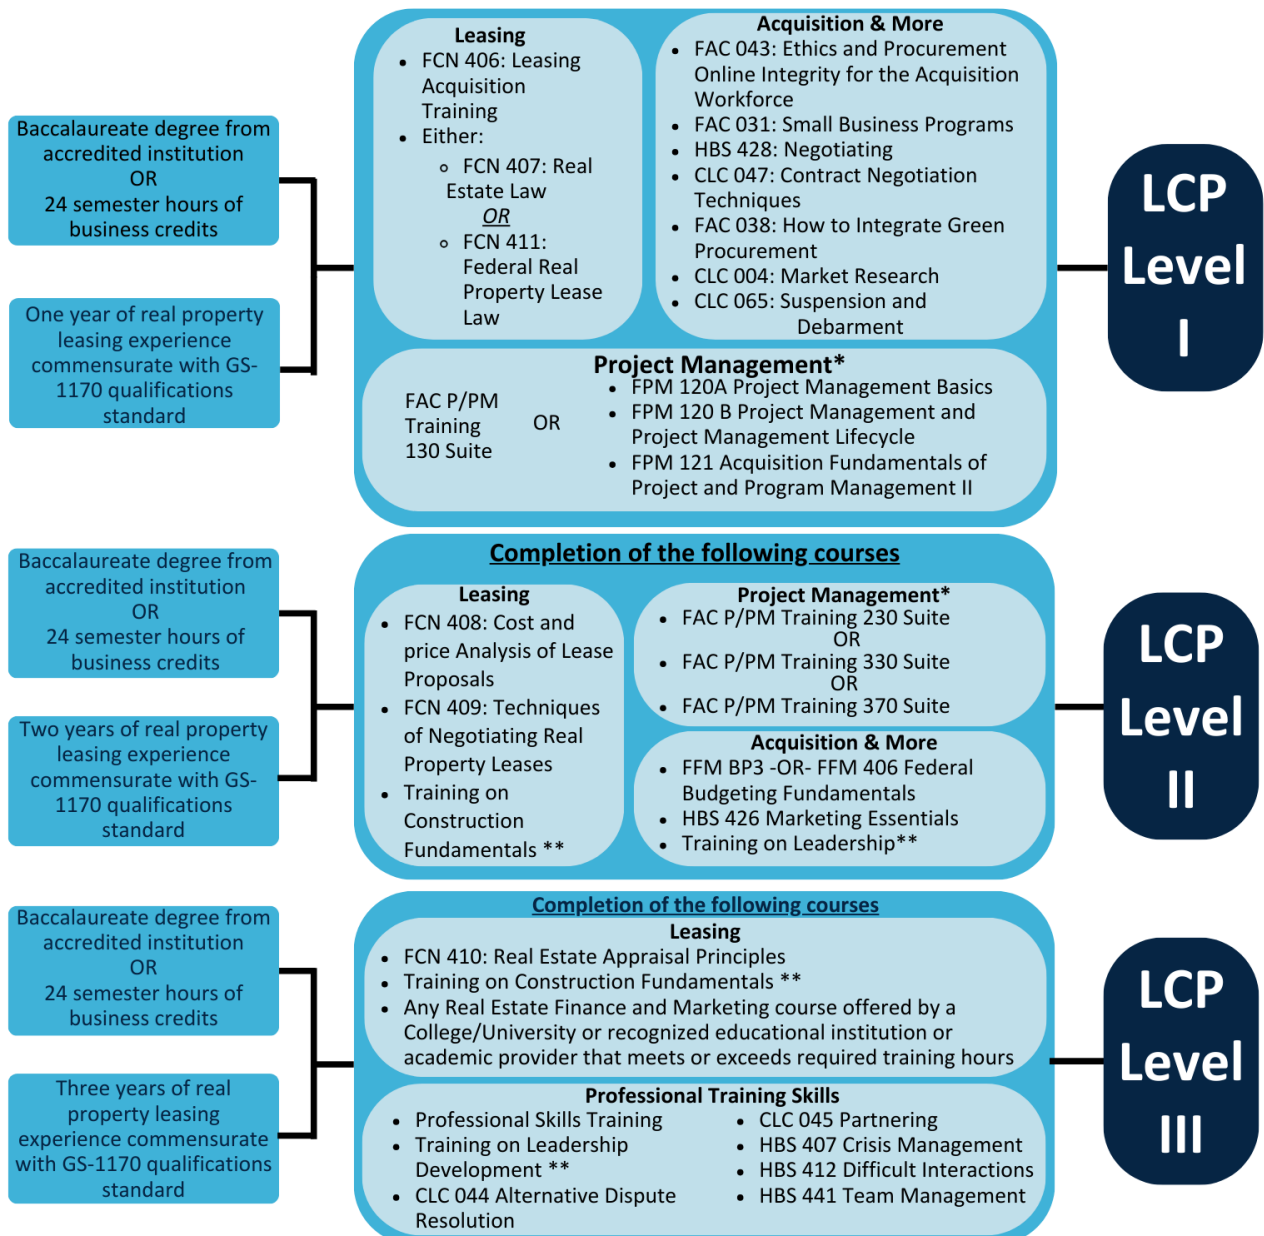 Baccalaureate degree from
accredited institution
OR
24 semester hours of
business credits
One year of real property
leasing experience
commensurate with GS-
1170 qualifications
standard
Leasing
• FCN 406: Leasing
Acquisition
Training
• Either:
○ FCN 407: Real
Estate Law
OR
○ FCN 411:
Federal Real
Property Lease
Law
Acquisition & More
• FAC 043: Ethics and Procurement
Online Integrity for the Acquisition
Workforce
• FAC 031: Small Business Programs
• HBS 428: Negotiating
• CLC 047: Contract Negotiation
Techniques
• FAC 038: How to Integrate Green
Procurement
• CLC 004: Market Research
• CLC 065: Suspension and
Debarment
Project Management*
FAC P/PM
Training
130 Suite
OR
• FPM 120A Project Management Basics
• FPM 120 B Project Management and
Project Management Lifecycle
• FPM 121 Acquisition Fundamentals of
Project and Program Management II
LCP
Level
I
Baccalaureate degree from
accredited institution
OR
24 semester hours of
business credits
Two years of real property
leasing experience
commensurate with GS-
1170 qualifications
standard
Completion of the following courses
Leasing
• FCN 408: Cost and
price Analysis of Lease
Proposals
• FCN 409: Techniques
of Negotiating Real
Property Leases
• Training on
Construction
Fundamentals **
Project Management*
• FAC P/PM Training 230 Suite
OR
• FAC P/PM Training 330 Suite
OR
• FAC P/PM Training 370 Suite
Acquisition & More
• FFM BP3 -OR- FFM 406 Federal
Budgeting Fundamentals
• HBS 426 Marketing Essentials
• Training on Leadership**
LCP
Level
II
Baccalaureate degree from
accredited institution
OR
24 semester hours of
business credits
Three years of real
property leasing
experience commensurate
with GS-1170 qualifications
standard
Completion of the following courses
Leasing
• FCN 410: Real Estate Appraisal Principles
• Training on Construction Fundamentals **
• Any Real Estate Finance and Marketing course offered by a
College/University or recognized educational institution or
academic provider that meets or exceeds required training hours
Professional Training Skills
• Professional Skills Training
• Training on Leadership
Development **
• CLC 044 Alternative Dispute
Resolution
• CLC 045 Partnering
• HBS 407 Crisis Management
• HBS 412 Difficult Interactions
• HBS 441 Team Management
LCP
Level
III